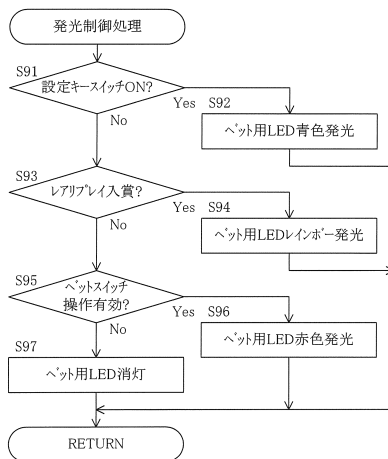 発光制御処理
S91
設定キースイッチON?
Yes
S92
No
ベット用LED青色発光
S93
レアリプレイ入賞?
Yes
S94
No
ベット用LEDレインボー発光
S95
ベットスイッチ
操作有効?
Yes
S96
No
ベット用LED赤色発光
S97
ベット用LED消灯
RETURN